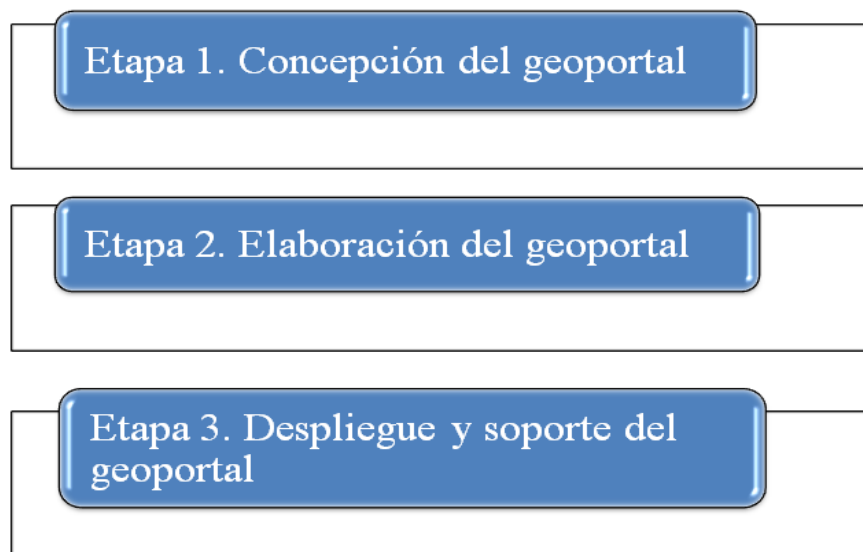 Etapa 1. Concepción del geoportal
Etapa 2. Elaboración del geoportal
Etapa 3. Despliegue y soporte del
geoportal